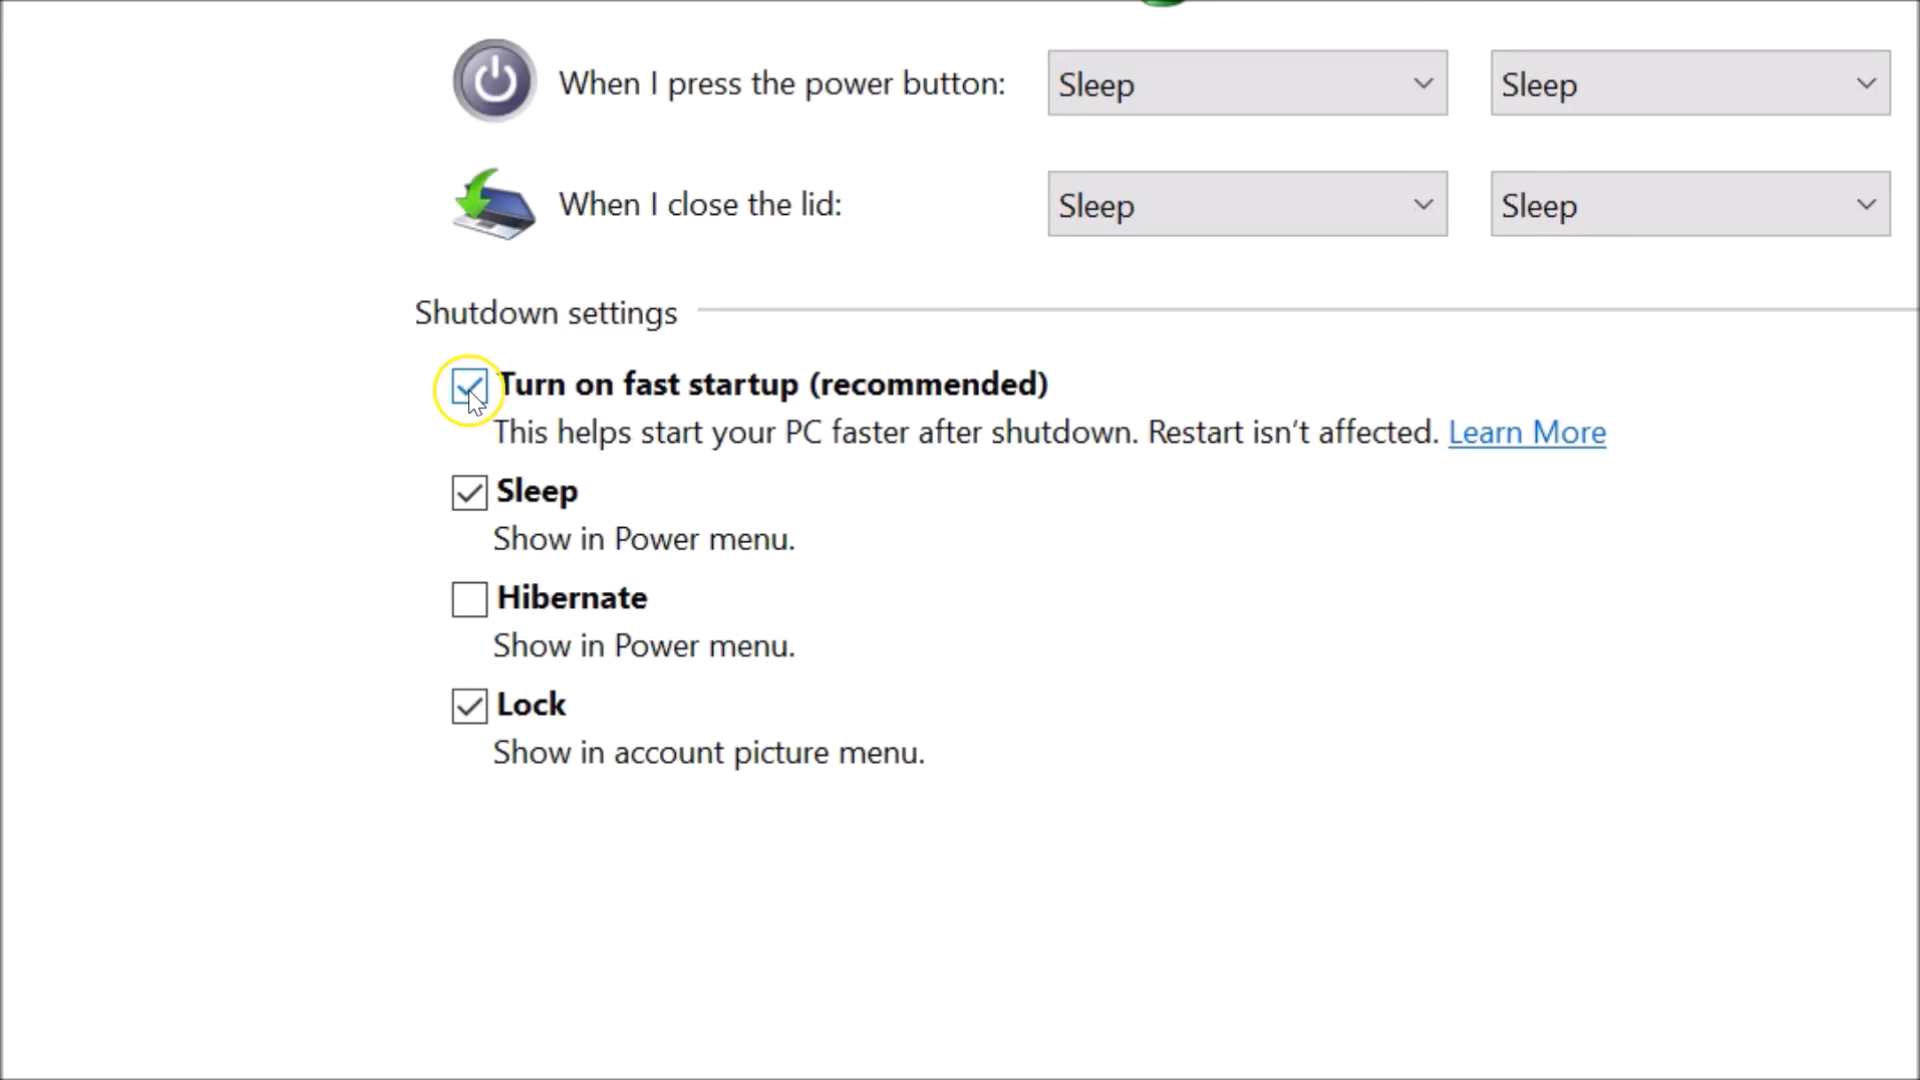 When I press the power button: Sleep Sleep
When I close the lid: Sleep Sleep
Shutdown settings
Turn on fast startup (recommended)
This helps start your PC faster after shutdown. Restart isn't affected. Learn More
Sleep
Show in Power menu.
Hibernate
Show in Power menu.
Lock
Show in account picture menu.